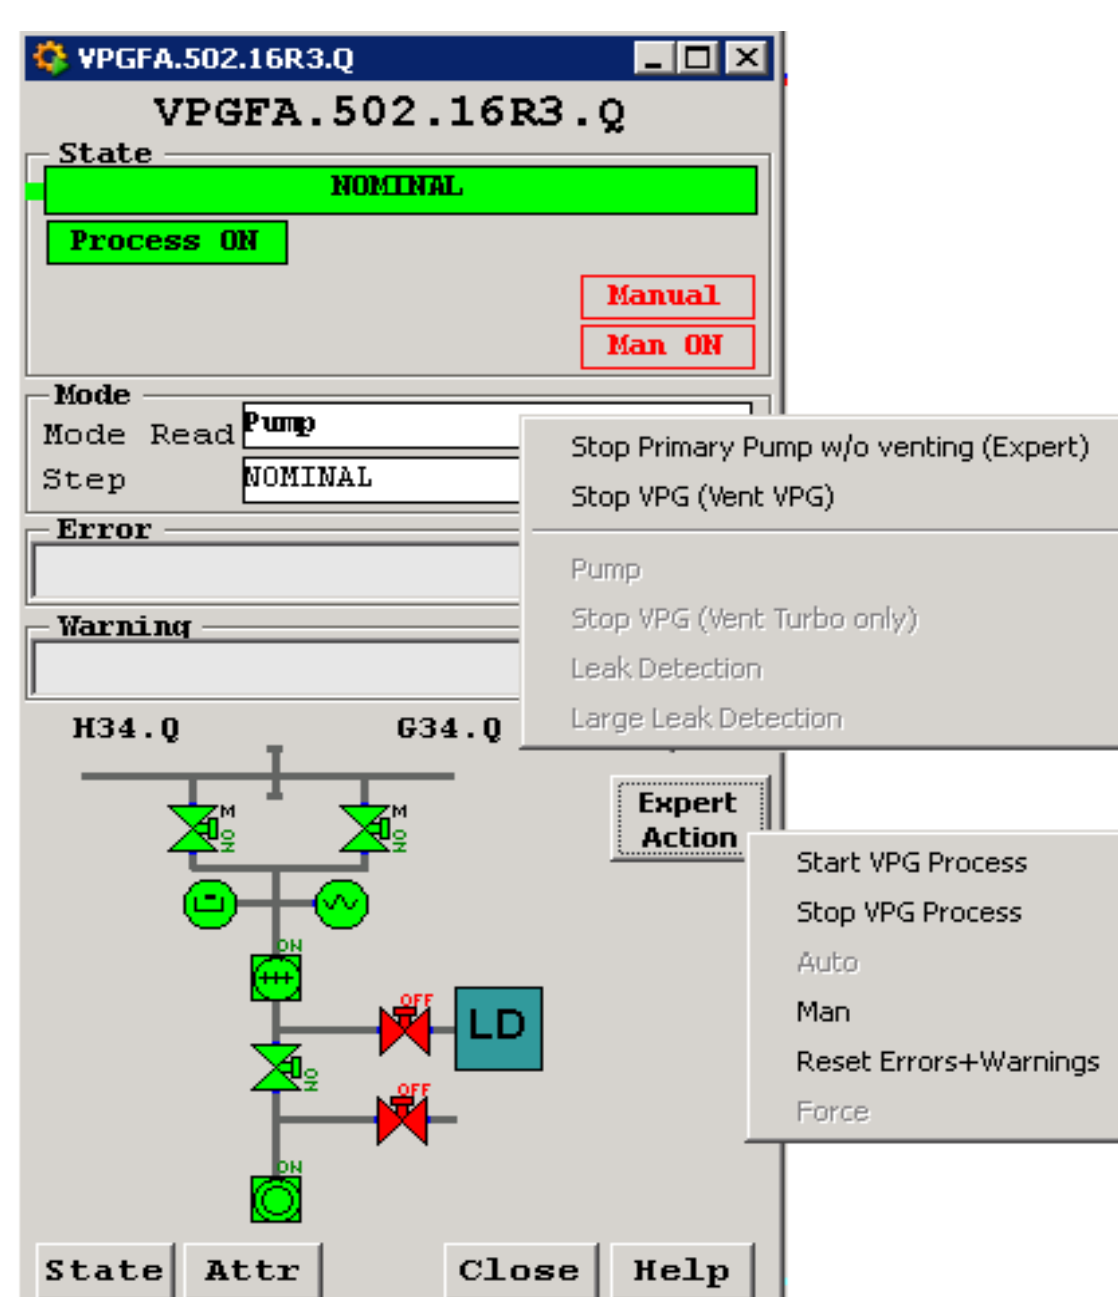 VPGFA.502.16R3.Q
VPGFA.502.16R3.Q
State
NOMINAL
Process ON
Manual
Man ON
Mode
Mode Read Pump
Step NOMINAL
Error
Warning
Stop Primary Pump w/o venting (Expert)
Stop VPG (Vent VPG)
Pump
Stop VPG (Vent Turbo only)
Leak Detection
Large Leak Detection
H34.Q G34.Q
M M
ON ON
Expert
Action
Start VPG Process
Stop VPG Process
Auto
Man
Reset Errors+Warnings
Force
ON
OFF
LD
ON
OFF
ON
State Attr Close Help